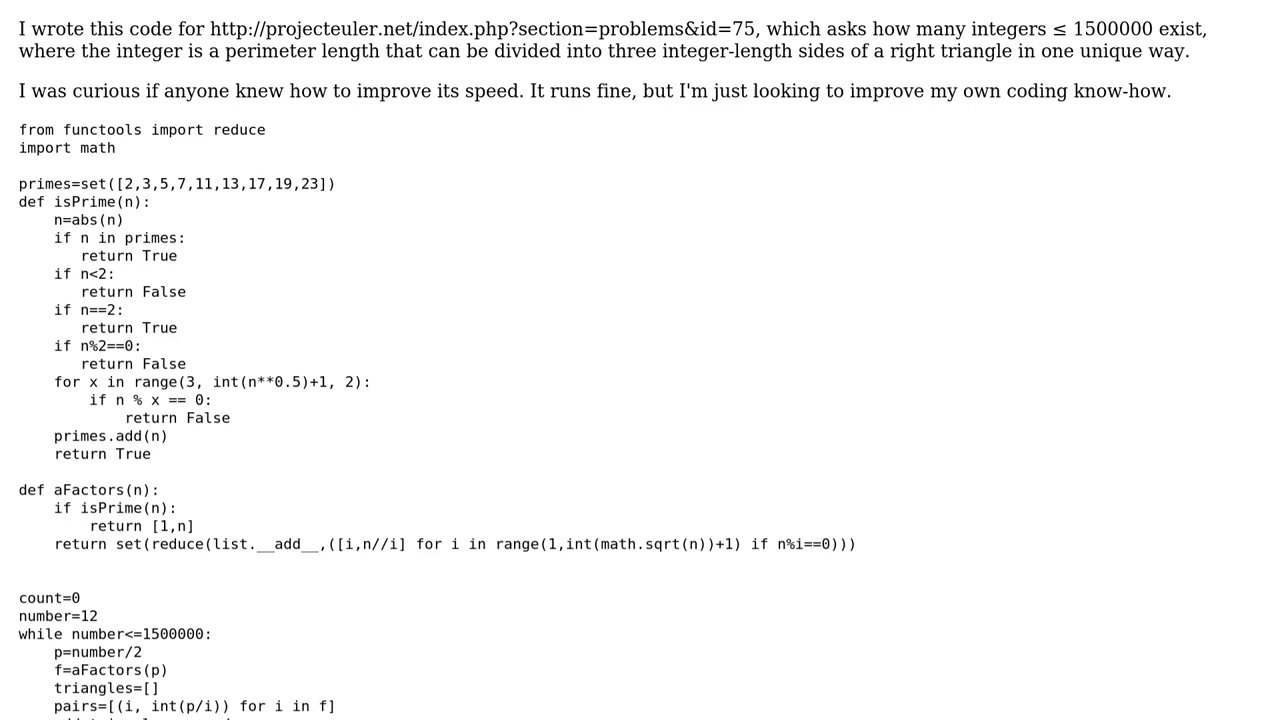 I wrote this code for http://projecteuler.net/index.php?section=problems&id=75, which asks how many integers ≤ 1500000 exist,
where the integer is a perimeter length that can be divided into three integer-length sides of a right triangle in one unique way.
I was curious if anyone knew how to improve its speed. It runs fine, but I'm just looking to improve my own coding know-how.
from functools import reduce
import math
primes=set([2,3,5,7,11,13,17,19,23])
def isPrime(n):
    n=abs(n)
    if n in primes:
       return True
    if n<2:
       return False
    if n==2:
       return True
    if n%2==0:
       return False
    for x in range(3, int(n**0.5)+1, 2):
        if n % x == 0:
            return False
    primes.add(n)
    return True
def aFactors(n):
    if isPrime(n):
        return [1,n]
    return set(reduce(list.__add__,([i,n//i] for i in range(1,int(math.sqrt(n))+1) if n%i==0)))
count=0
number=12
while number<=1500000:
    p=number/2
    f=aFactors(p)
    triangles=[]
    pairs=[(i, int(p/i)) for i in f]